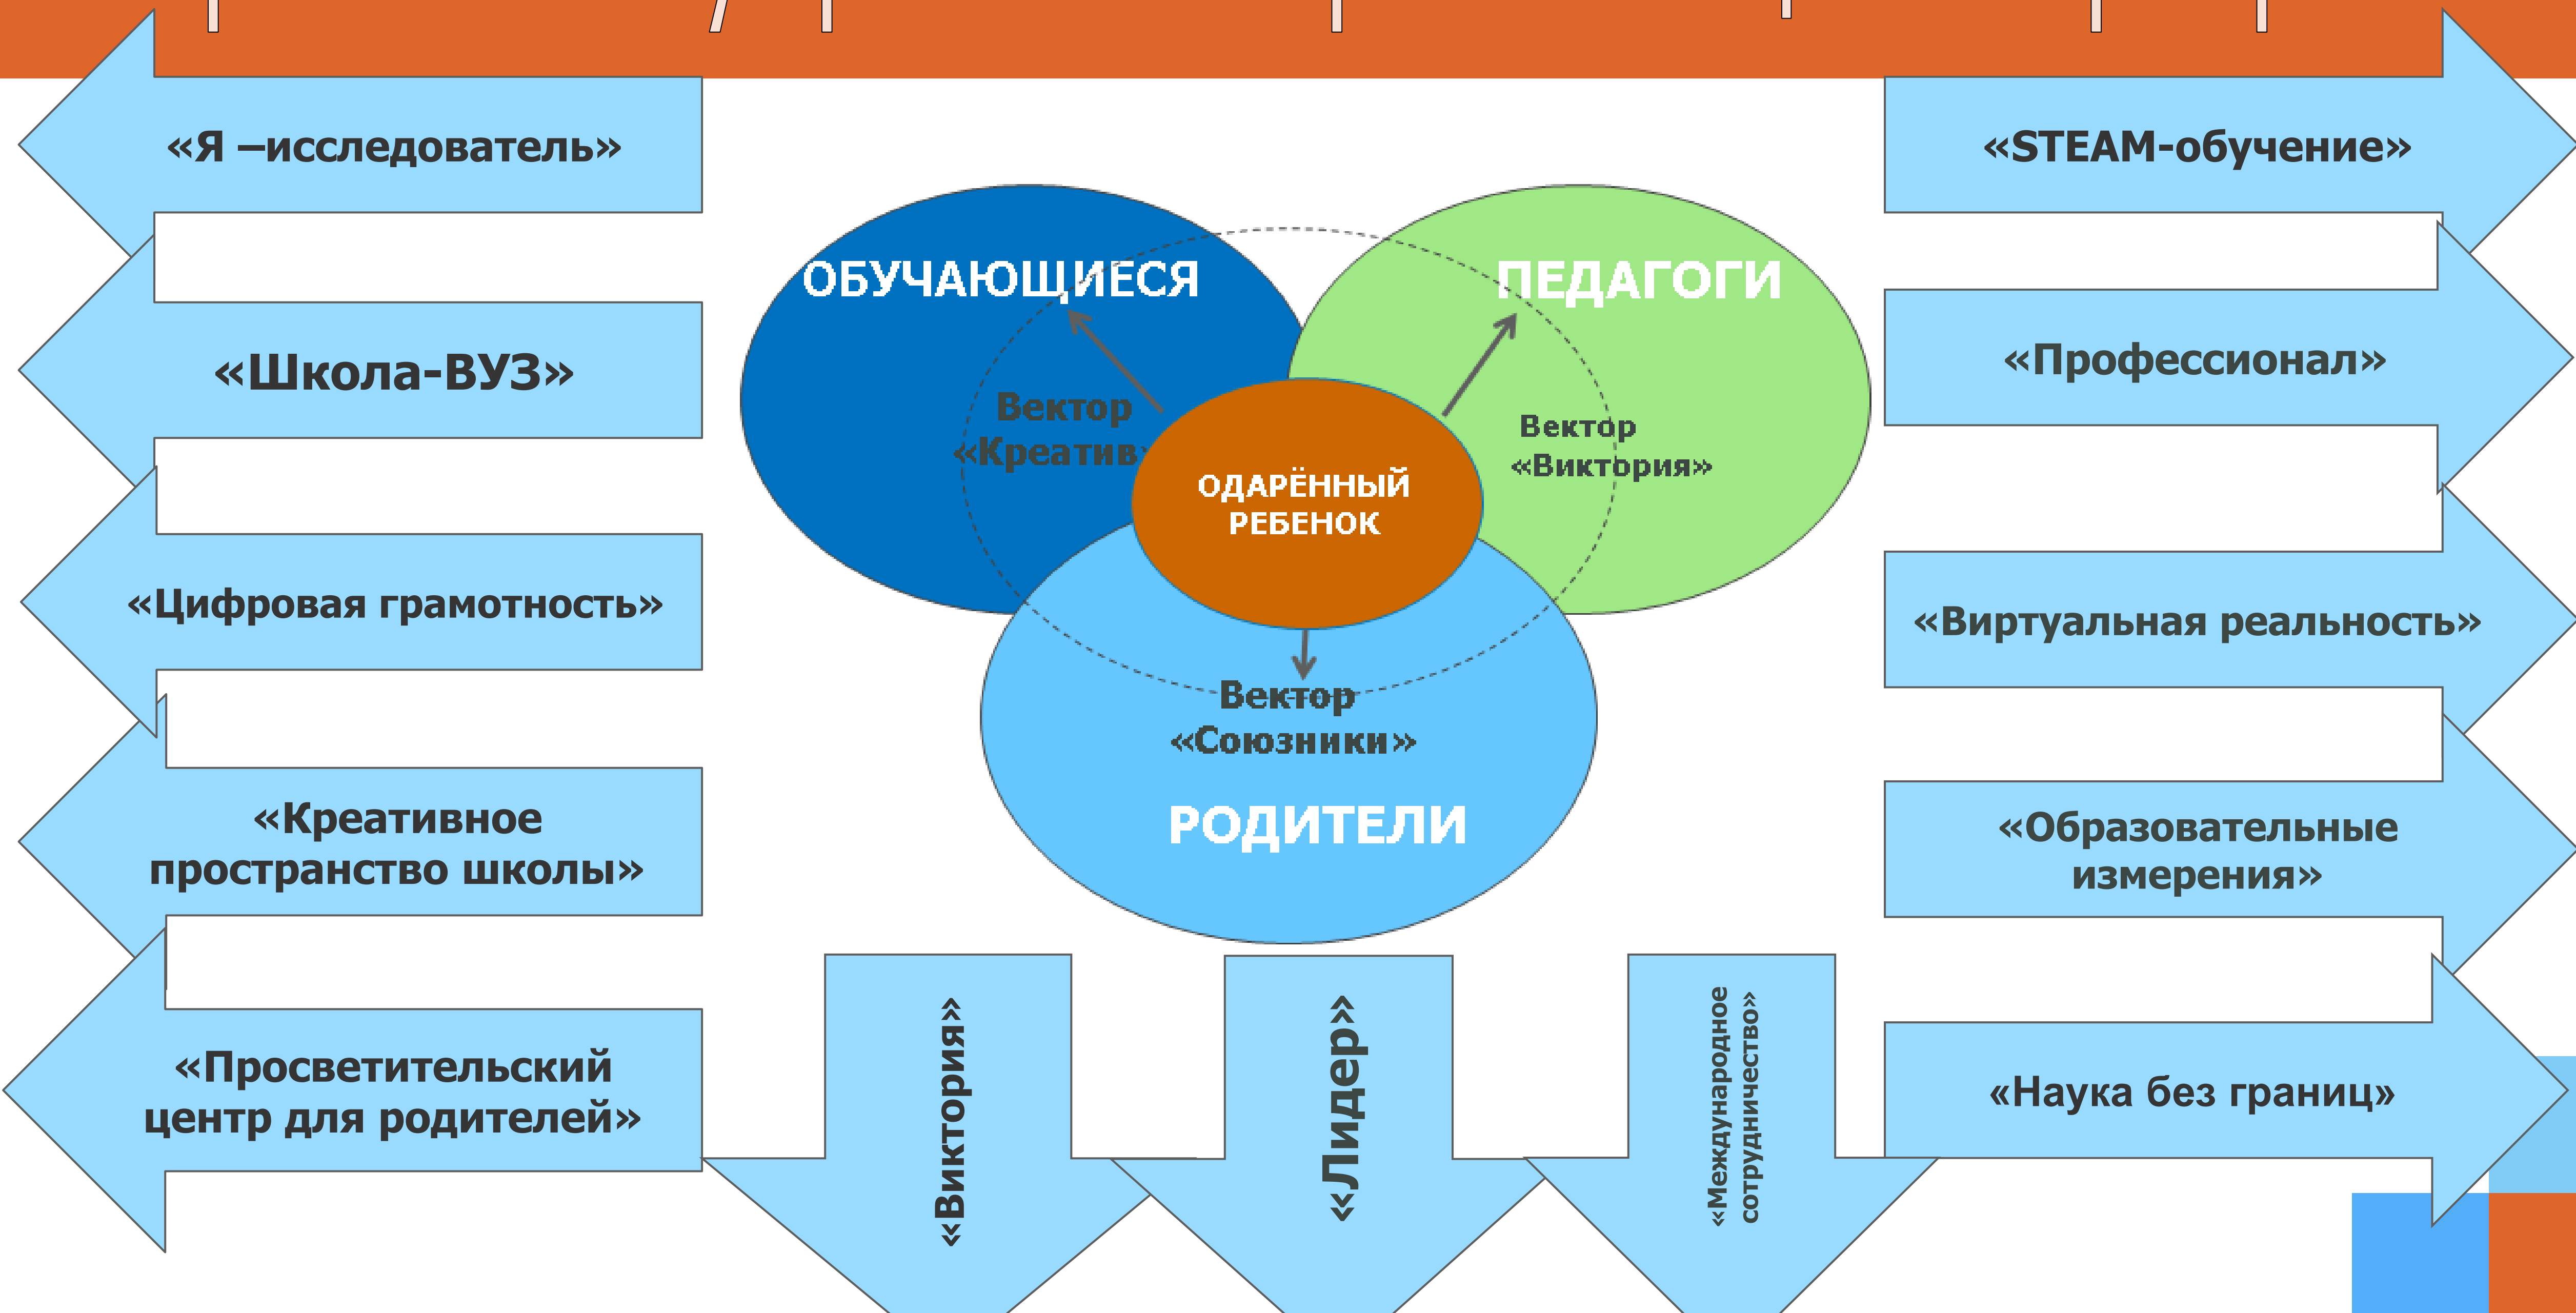 «Я –исследователь»
«Школа-ВУЗ»
«Цифровая грамотность»
«Креативное
пространство школы»
«Просветительский
центр для родителей»
ОБУЧАЮЩИЕСЯ
Вектор
«Креатив
ПЕДАГОГИ
Вектор
«Виктория»
ОДАРЁННЫЙ
РЕБЕНОК
Вектор
«Союзники»
РОДИТЕЛИ
«Виктория»
«Лидер»
«Международное
сотрудничество»
«STEAM-обучение»
«Профессионал»
«Виртуальная реальность»
«Образовательные
измерения»
«Наука без границ»